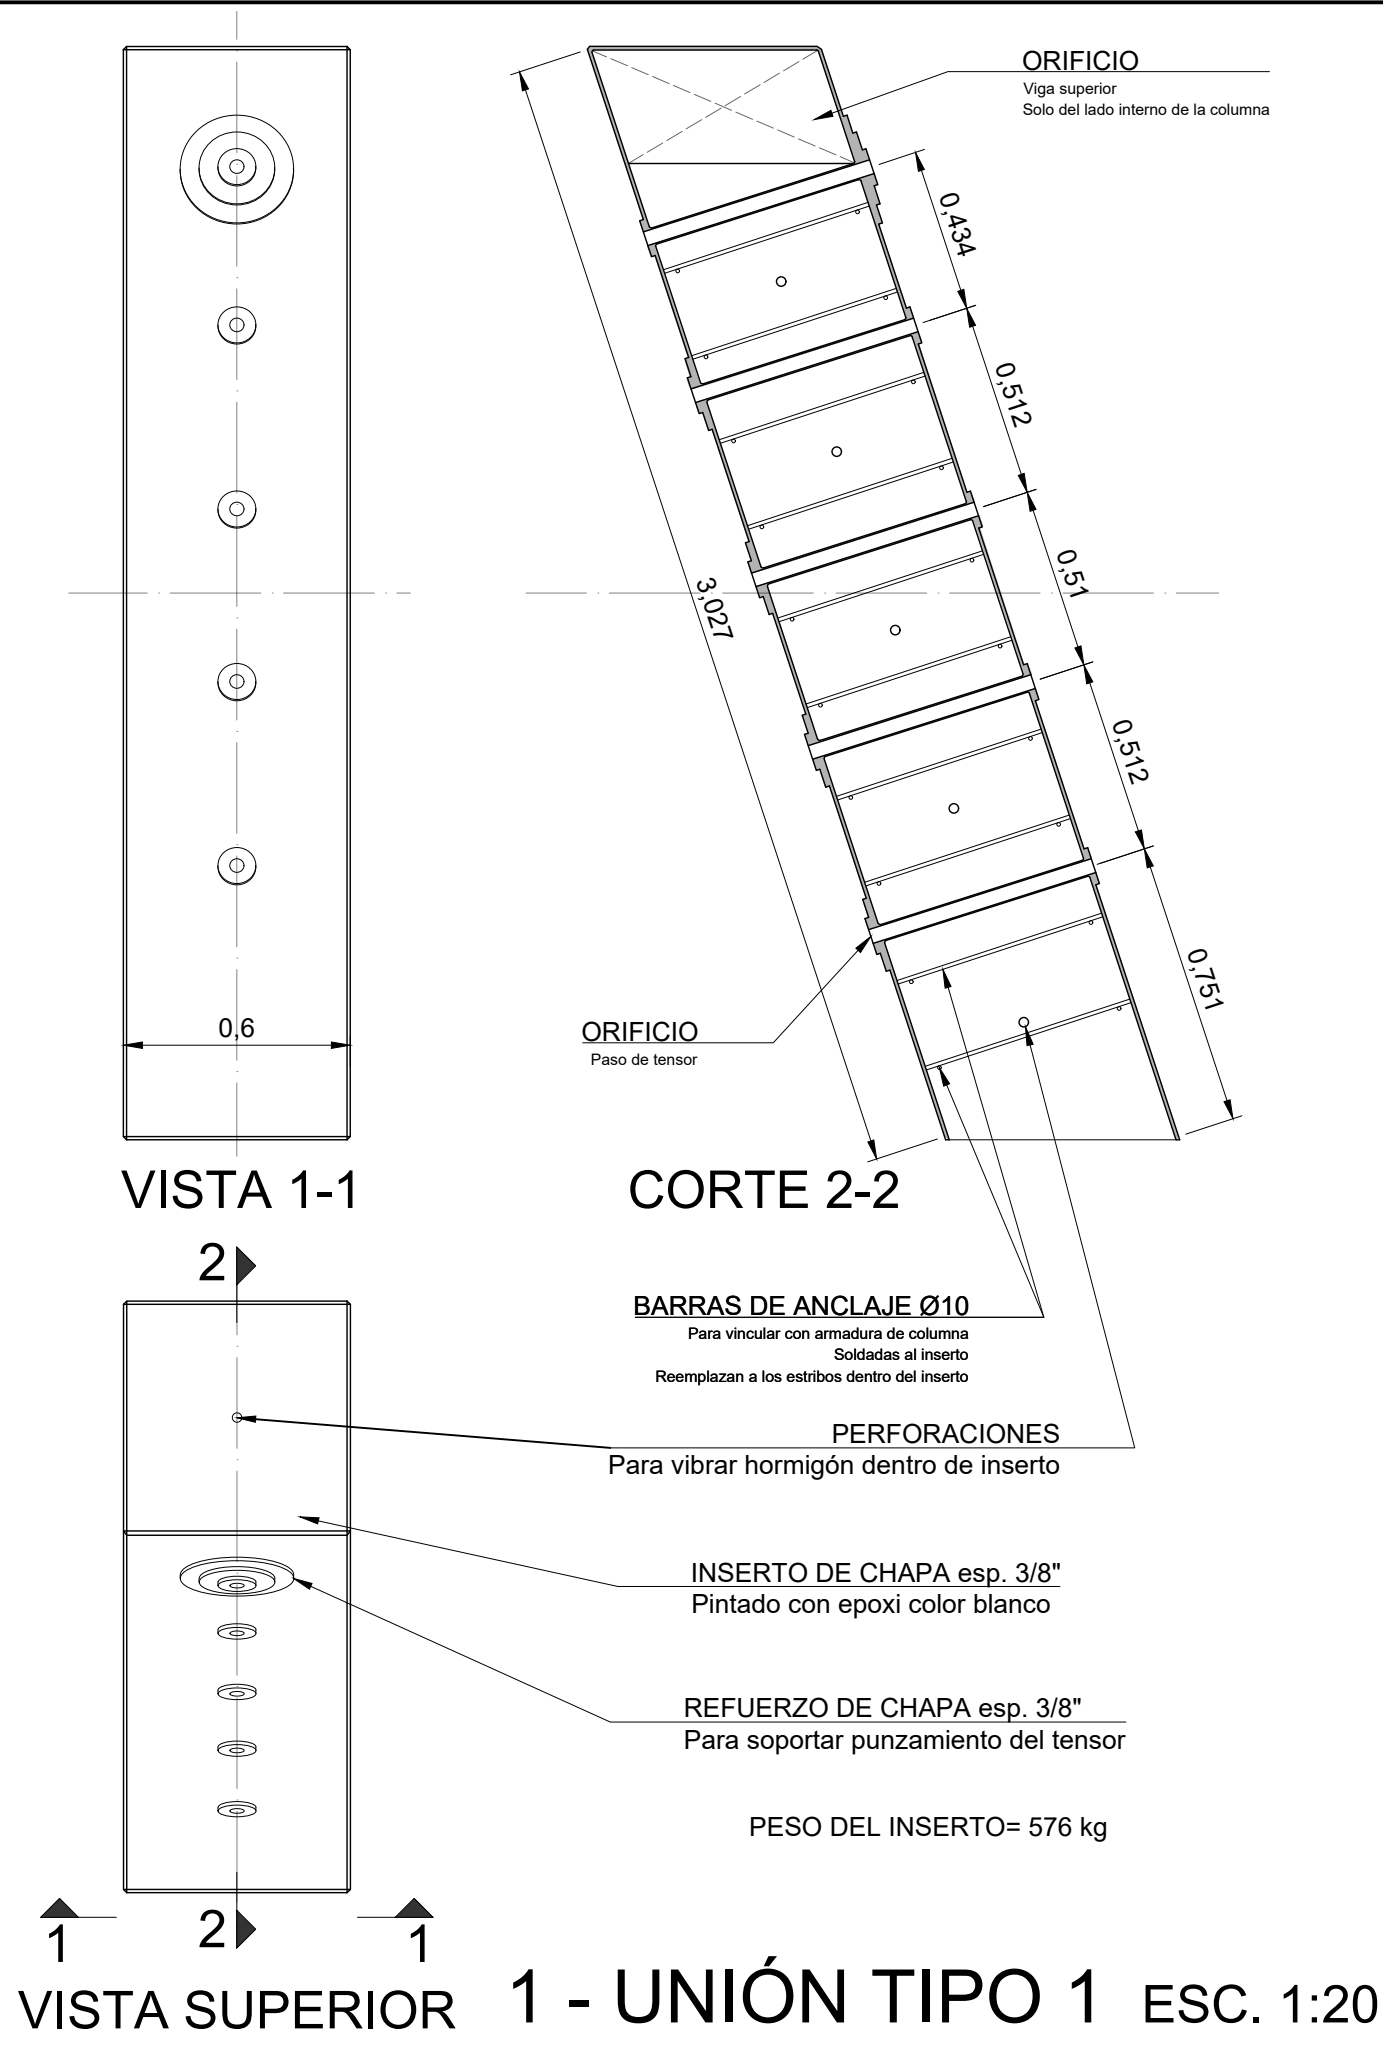 ORIFICIO
Viga superior
Solo del lado interno de la columna
0,434
0,512
0,51
3,027
0,512
0,751
0,6
ORIFICIO
Paso de tensor
VISTA 1-1
CORTE 2-2
2
BARRAS DE ANCLAJE Ø10
Para vincular con armadura de columna
Soldadas al inserto
Reemplazan a los estribos dentro del inserto
PERFORACIONES
Para vibrar hormigón dentro de inserto
INSERTO DE CHAPA esp. 3/8"
Pintado con epoxi color blanco
REFUERZO DE CHAPA esp. 3/8"
Para soportar punzamiento del tensor
PESO DEL INSERTO= 576 kg
1
2
1
VISTA SUPERIOR
1 - UNIÓN TIPO 1
ESC. 1:20